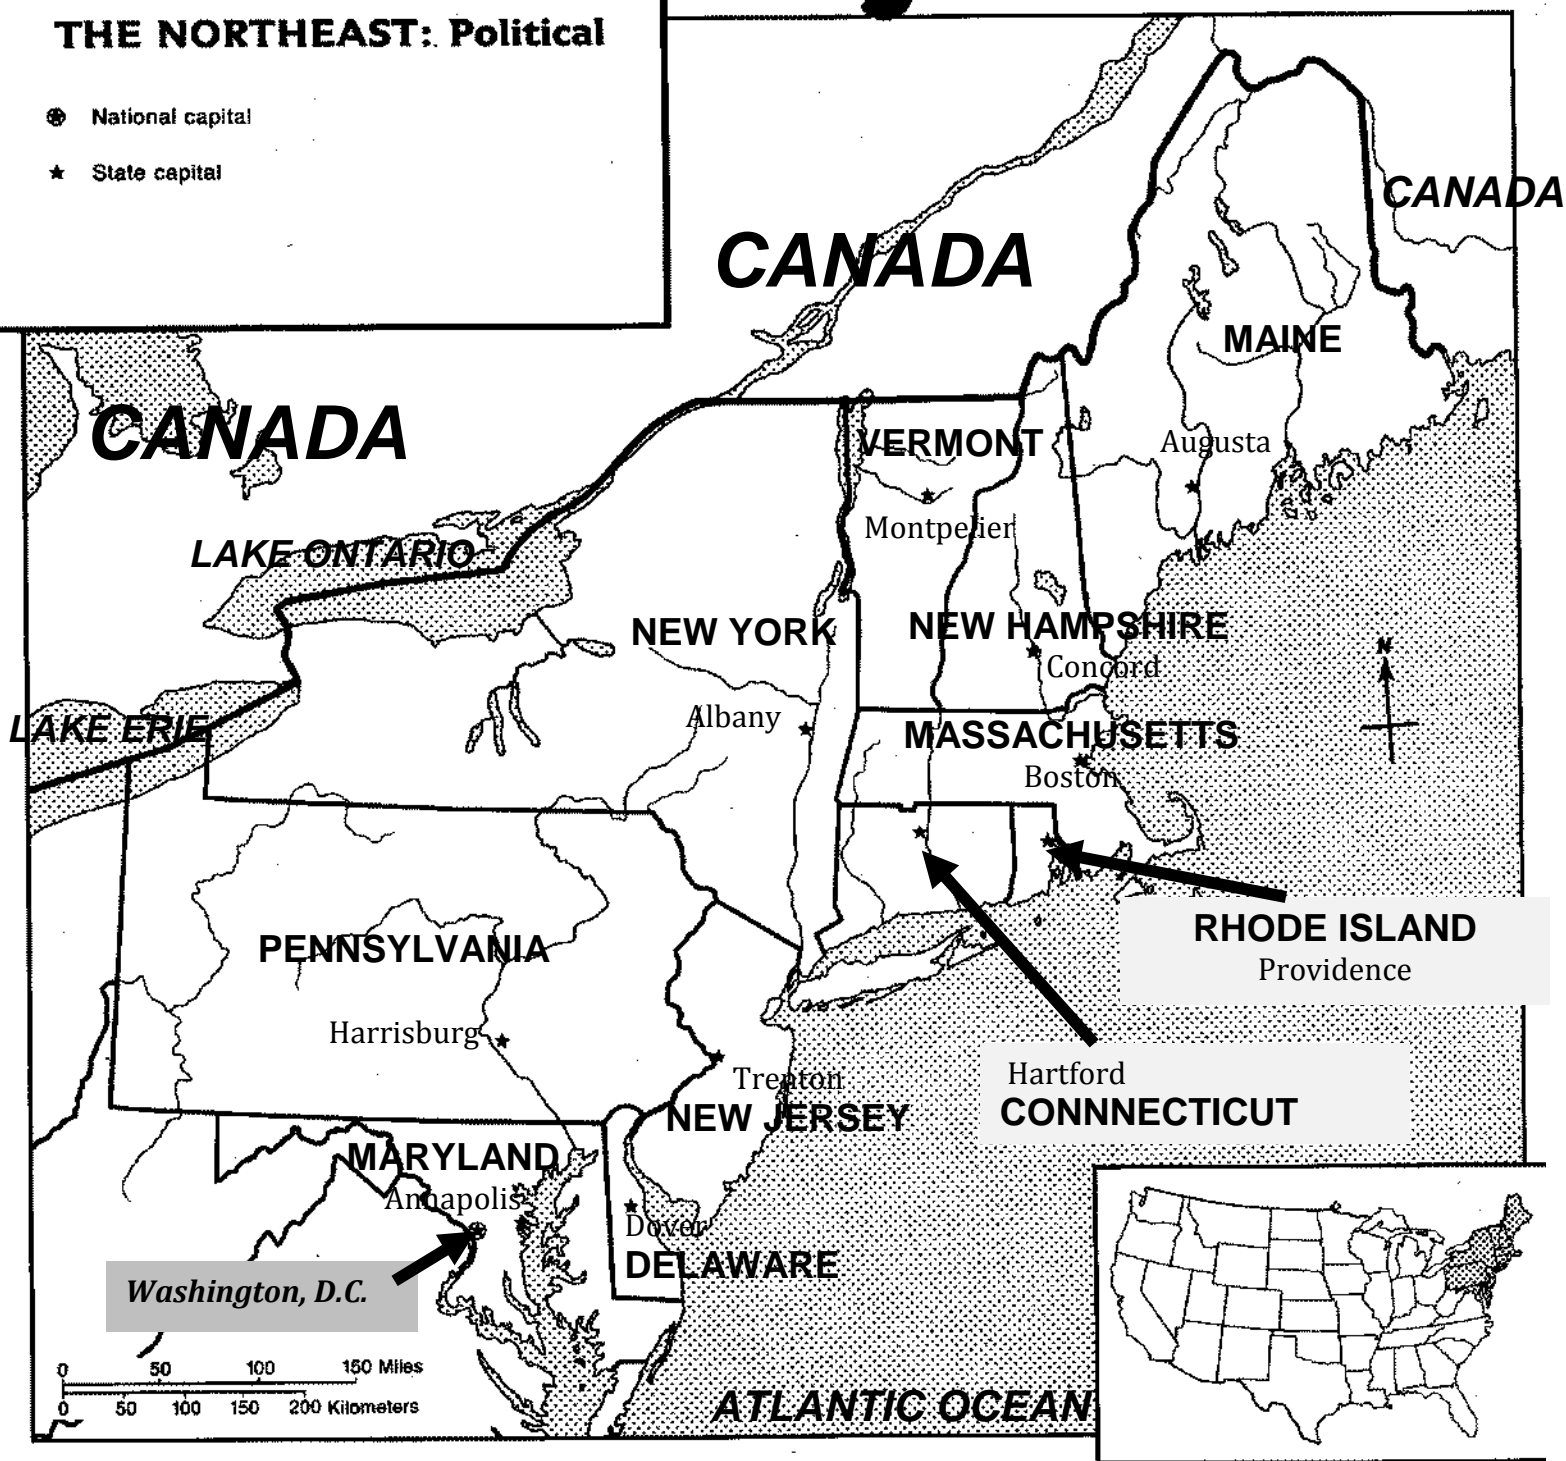 THE NORTHEAST: Political
National capital
State capital
CANADA
CANADA
MAINE
CANADA
VERMONT
Augusta
Montpelier
LAKE ONTARIO
NEW YORK
NEW HAMPSHIRE
Concord
N
Albany
LAKE ERIE
MASSACHUSETTS
Boston
RHODE ISLAND
Providence
PENNSYLVANIA
Harrisburg
Trenton
NEW JERSEY
Hartford
CONNNECTICUT
MARYLAND
Annapolis
Dover
DELAWARE
Washington, D.C.
0 50 100 150 Miles
0 50 100 150 200 Kilometers
ATLANTIC OCEAN